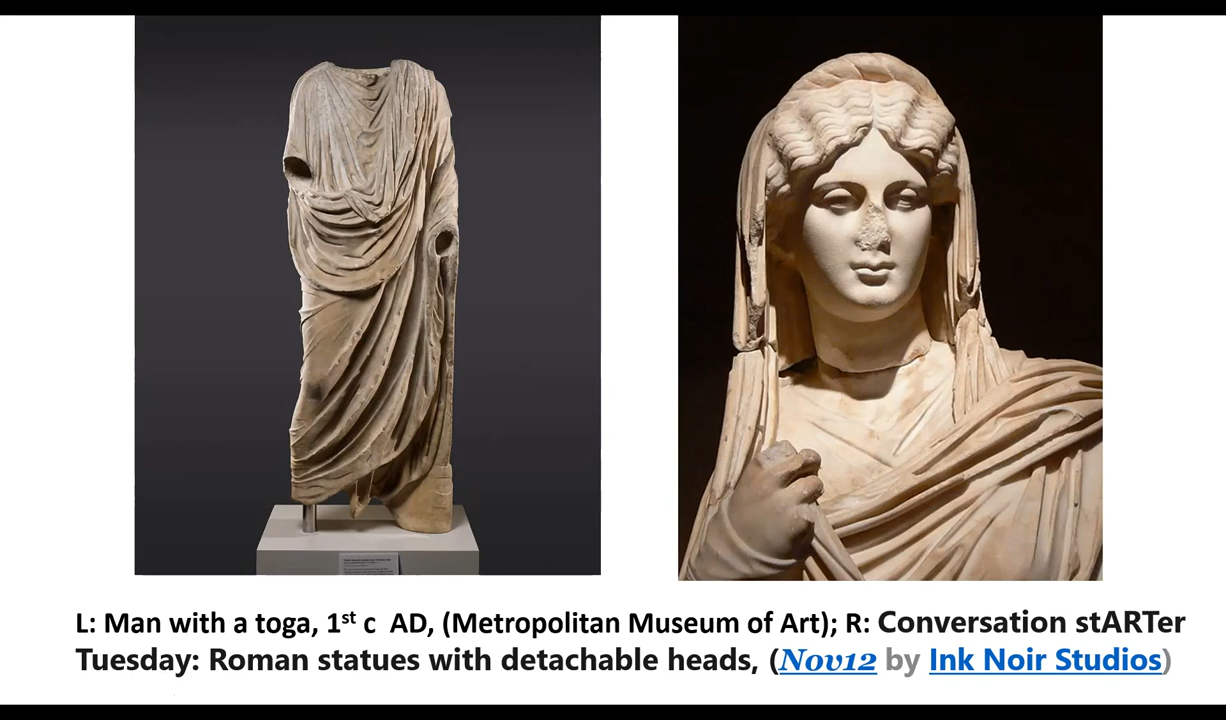 L: Man with a toga, 1st c AD, (Metropolitan Museum of Art); R: Conversation stARTer
Tuesday: Roman statues with detachable heads, (Nov12 by Ink Noir Studios)